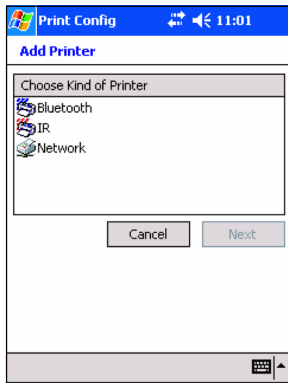 Print Config 11:01
Add Printer
Choose Kind of Printer
Bluetooth
IR
Network
Cancel Next